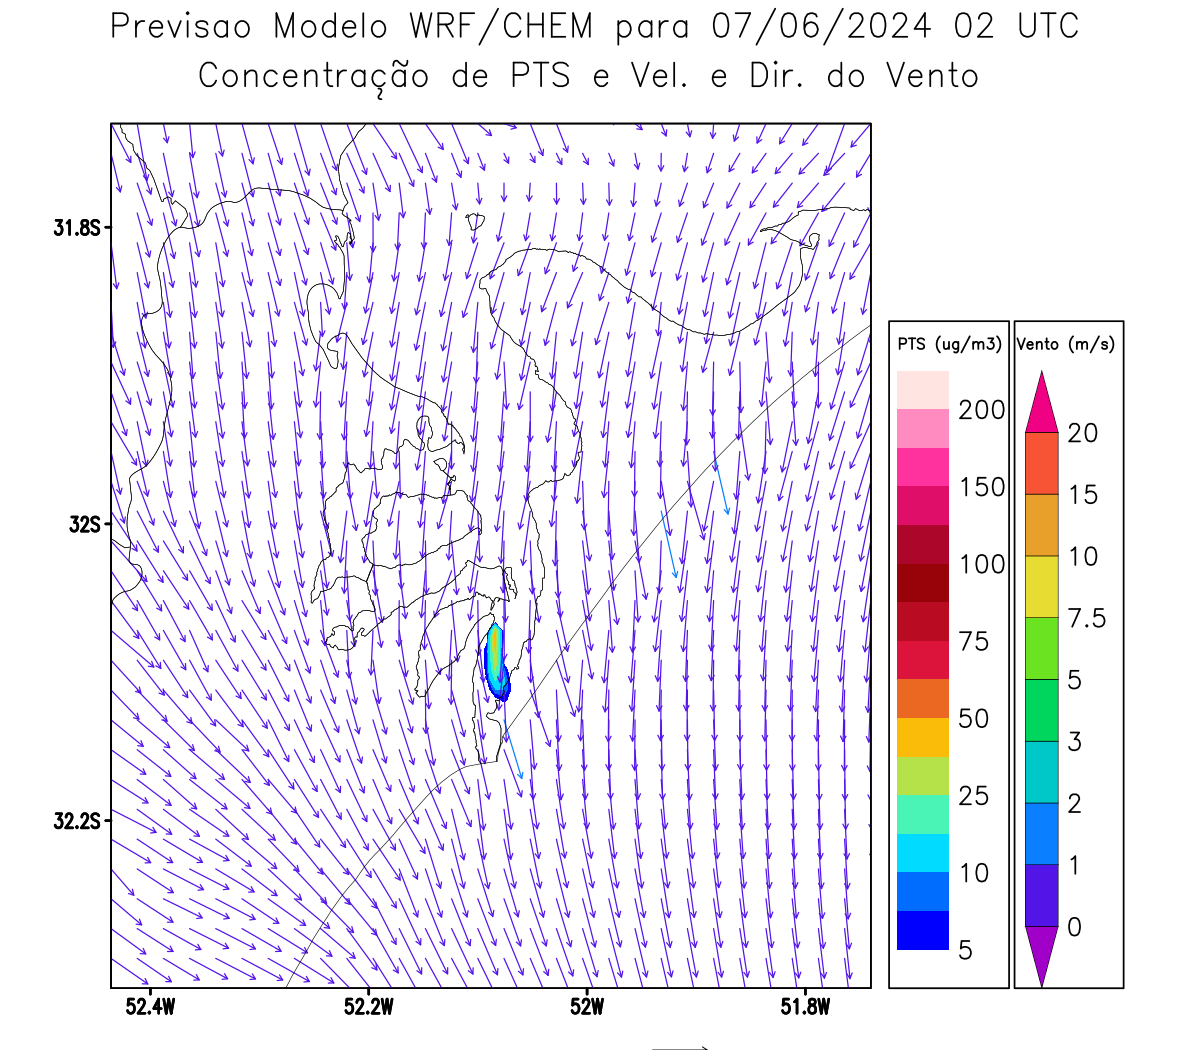 Previsao Modelo WRF/CHEM para 07/06/2024 02 UTC
Concentração de PTS e Vel. e Dir. do Vento
31.8S
32S
32.2S
52.4W
52.2W
52W
51.8W
PTS (ug/m3)
200
150
100
75
50
25
10
5
Vento (m/s)
20
15
10
7.5
5
3
2
1
0